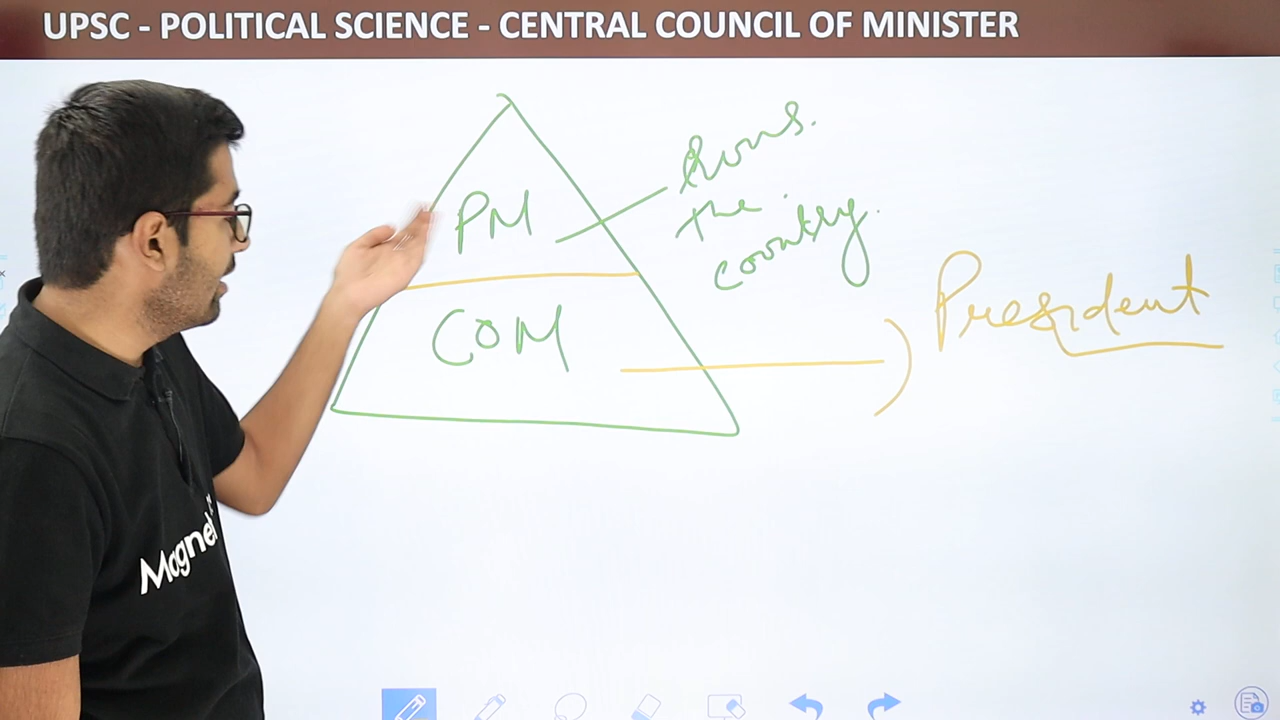 UPSC - POLITICAL SCIENCE - CENTRAL COUNCIL OF MINISTER
PM
Runs.
the
country.
COM
President
Magnet